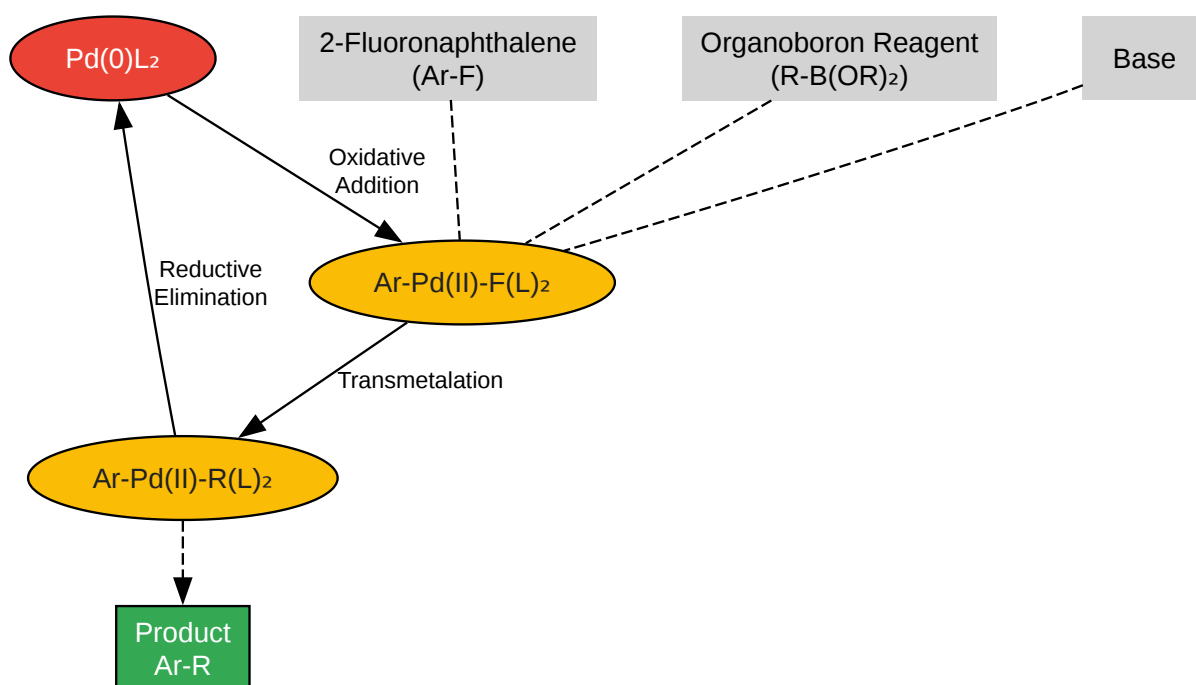 Pd(0)L₂
2-Fluoronaphthalene
(Ar-F)
Organoboron Reagent
(R-B(OR)₂)
Base
Oxidative
Addition
Reductive
Elimination
Ar-Pd(II)-F(L)₂
Transmetalation
Ar-Pd(II)-R(L)₂
Product
Ar-R